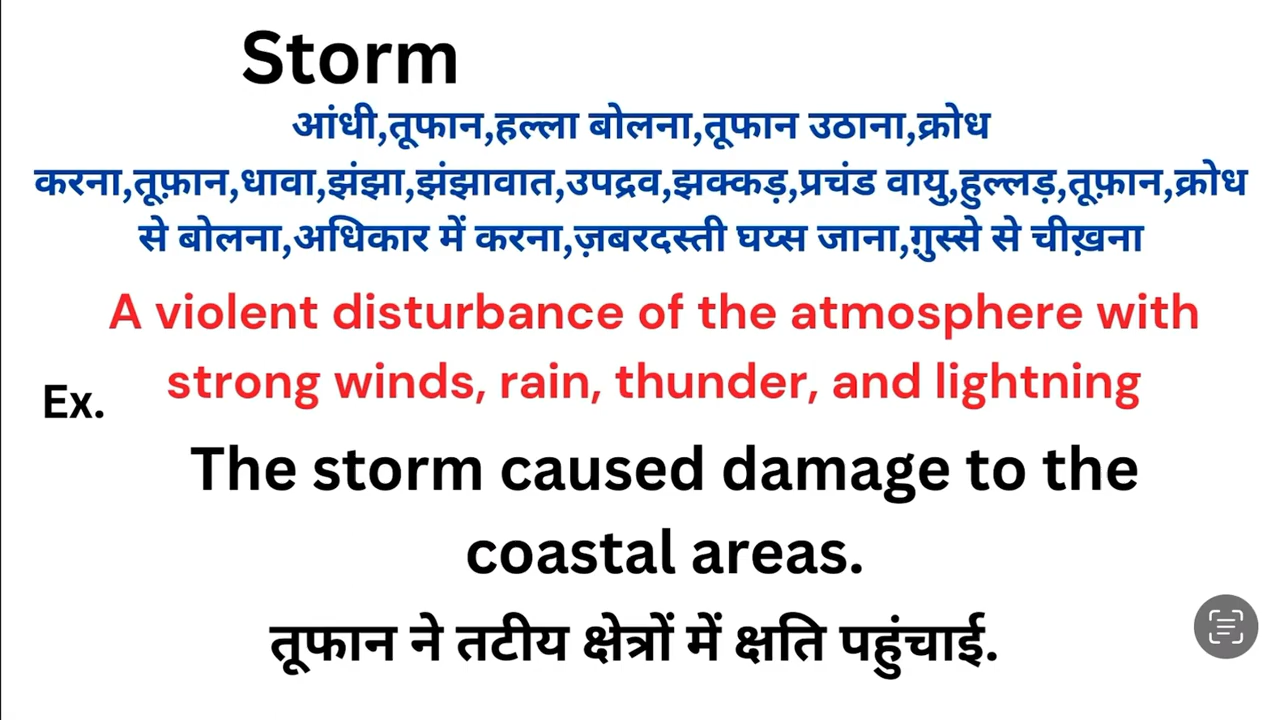 Storm
आंधी,तूफान,हल्ला बोलना,तूफान उठाना,क्रोध
करना,तूफ़ान,धावा,झंझा,झंझावात,उपद्रव,झक्कड़,प्रचंड वायु,हुल्लड़,तूफ़ान,क्रोध
से बोलना,अधिकार में करना,ज़बरदस्ती घय्स जाना,ग़ुस्से से चीख़ना
A violent disturbance of the atmosphere with
strong winds, rain, thunder, and lightning
Ex.
The storm caused damage to the
coastal areas.
तूफान ने तटीय क्षेत्रों में क्षति पहुंचाई.